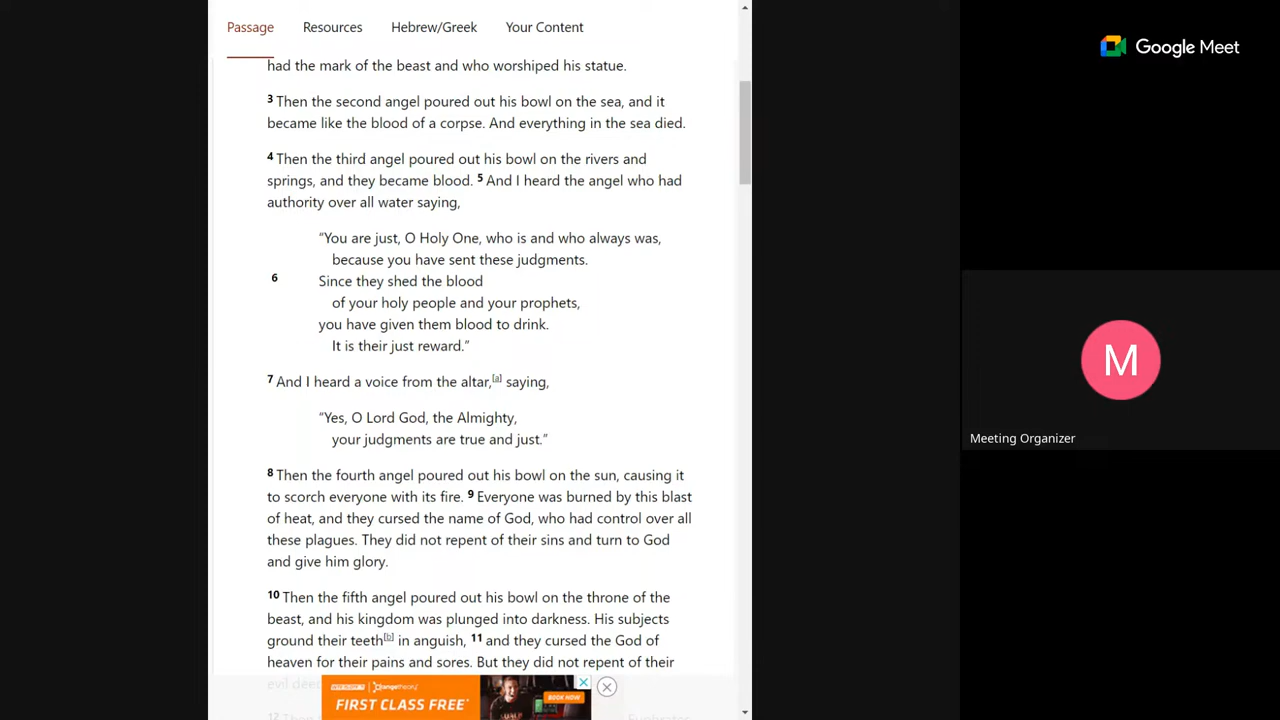 Passage Resources Hebrew/Greek Your Content
had the mark of the beast and who worshiped his statue.
3 Then the second angel poured out his bowl on the sea, and it
became like the blood of a corpse. And everything in the sea died.
4 Then the third angel poured out his bowl on the rivers and
springs, and they became blood. 5 And I heard the angel who had
authority over all water saying,
“You are just, O Holy One, who is and who always was,
because you have sent these judgments.
6 Since they shed the blood
of your holy people and your prophets,
you have given them blood to drink.
It is their just reward.”
7 And I heard a voice from the altar,[a] saying,
“Yes, O Lord God, the Almighty,
your judgments are true and just.”
8 Then the fourth angel poured out his bowl on the sun, causing it
to scorch everyone with its fire. 9 Everyone was burned by this blast
of heat, and they cursed the name of God, who had control over all
these plagues. They did not repent of their sins and turn to God
and give him glory.
10 Then the fifth angel poured out his bowl on the throne of the
beast, and his kingdom was plunged into darkness. His subjects
ground their teeth[b] in anguish, 11 and they cursed the God of
heaven for their pains and sores. But they did not repent of their
orangetheory
FIRST CLASS FREE*
BOOK NOW
Google Meet
M
Meeting Organizer